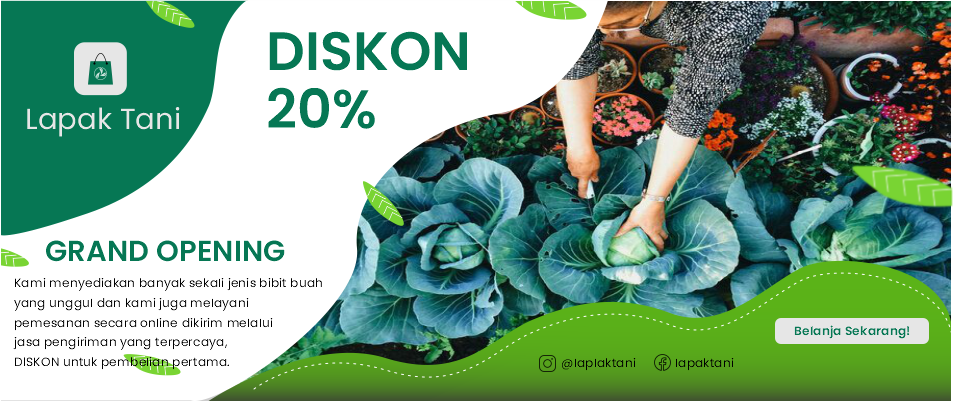 Lapak Tani
DISKON
20%
GRAND OPENING
Kami menyediakan banyak sekali jenis bibit buah
yang unggul dan kami juga melayani
pemesanan secara online dikirim melalui
jasa pengiriman yang terpercaya,
DISKON untuk pembelian pertama.
Belanja Sekarang!
@laplaktani
lapaktani